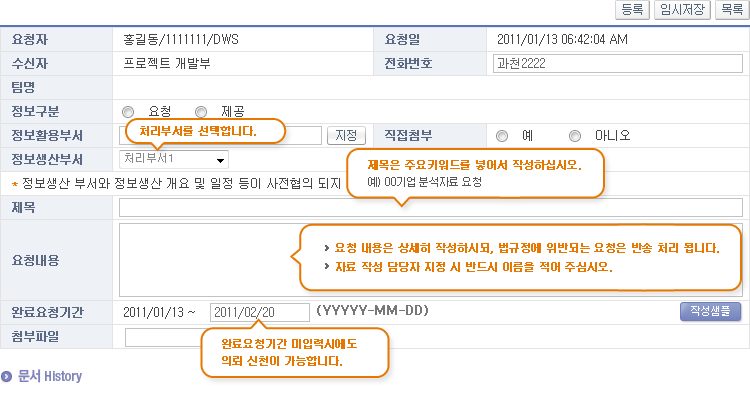 등록 임시저장 목록
요청자 홍길동/1111111/DWS 요청일 2011/01/13 06:42:04 AM
수신자 프로젝트 개발부 전화번호 과천2222
팀명
정보구분 요청 제공
처리부서를 선택합니다.
정보활용부서 지정 직접첨부 예 아니오
정보생산부서 처리부서1
제목은 주요키워드를 넣어서 작성하십시오.
예) 00기업 분석자료 요청
* 정보생산 부서와 정보생산 개요 및 일정 등이 사전협의 되지
제목
요청내용
> 요청 내용은 상세히 작성하시되, 법규정에 위반되는 요청은 반송 처리 됩니다.
> 자료 작성 담당자 지정 시 반드시 이름을 적어 주십시오.
완료요청기간 2011/01/13 ~ 2011/02/20 (YYYYY-MM-DD) 작성샘플
첨부파일
완료요청기간 미입력시에도
의뢰 신천이 가능합니다.
문서 History